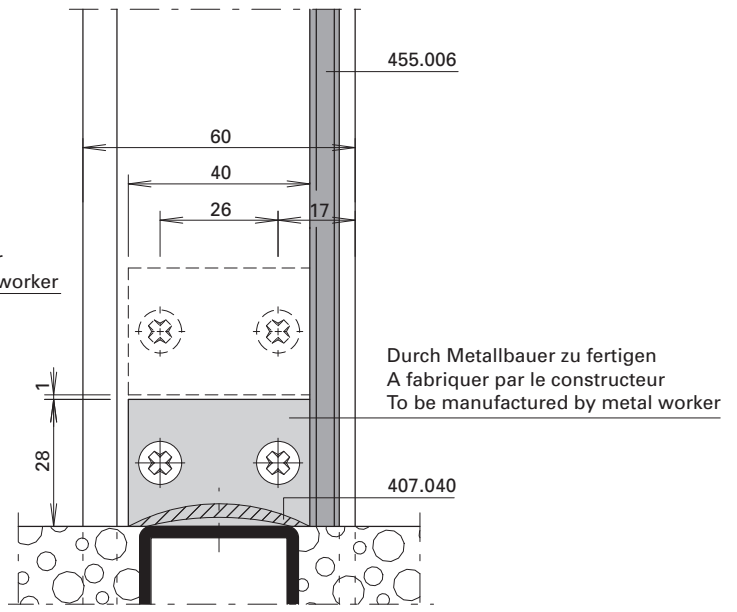 455.006
60
40
26
17
worker
Durch Metallbauer zu fertigen
A fabriquer par le constructeur
To be manufactured by metal worker
1
28
407.040